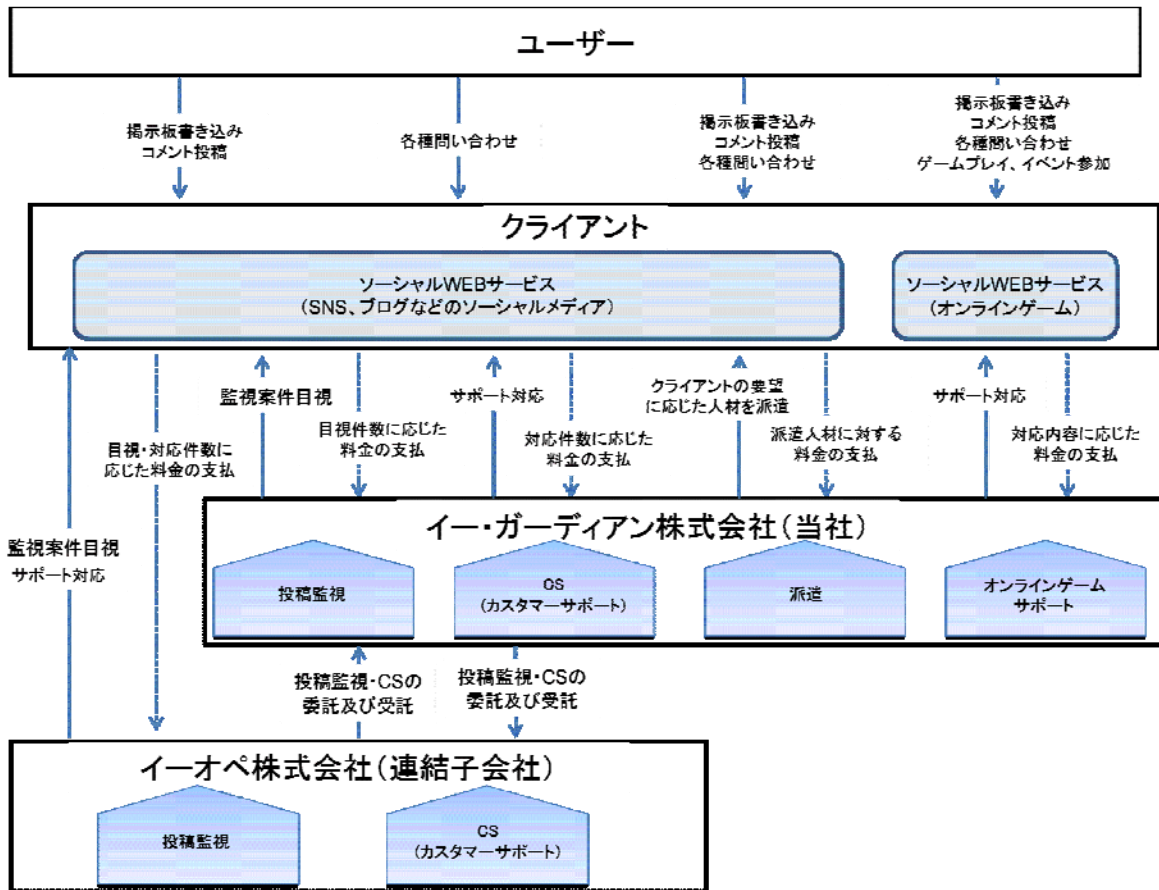 ユーザー
掲示板書き込み
コメント投稿
各種問い合わせ
掲示板書き込み
コメント投稿
各種問い合わせ
掲示板書き込み
コメント投稿
各種問い合わせ
ゲームプレイ、イベント参加
クライアント
ソーシャルWEBサービス
(SNS、ブログなどのソーシャルメディア)
ソーシャルWEBサービス
(オンラインゲーム)
監視案件目視
サポート対応
目視・対応件数に
応じた料金の支払
監視案件目視
目視件数に応じた
料金の支払
サポート対応
対応件数に応じた
料金の支払
クライアントの要望
に応じた人材を派遣
派遣人材に対する
料金の支払
サポート対応
対応内容に応じた
料金の支払
イー・ガーディアン株式会社(当社)
投稿監視
CS
(カスタマーサポート)
派遣
オンラインゲーム
サポート
投稿監視・CSの
委託及び受託
投稿監視・CSの
委託及び受託
イーオペ株式会社(連結子会社)
投稿監視
CS
(カスタマーサポート)